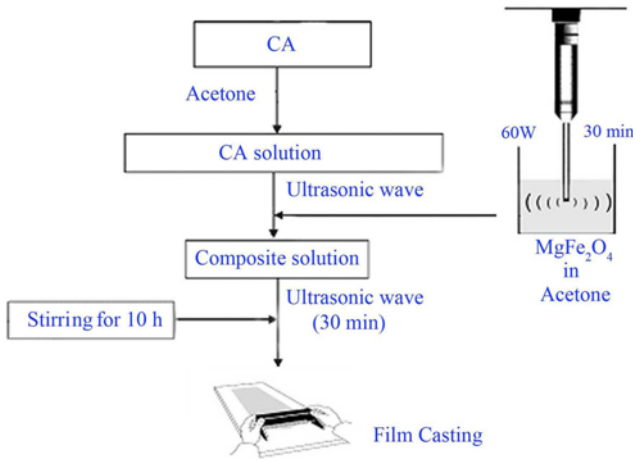 CA
Acetone
CA solution
Ultrasonic wave
60W
30 min
MgFe₂O₄
in
Acetone
Composite solution
Ultrasonic wave
(30 min)
Stirring for 10 h
Film Casting